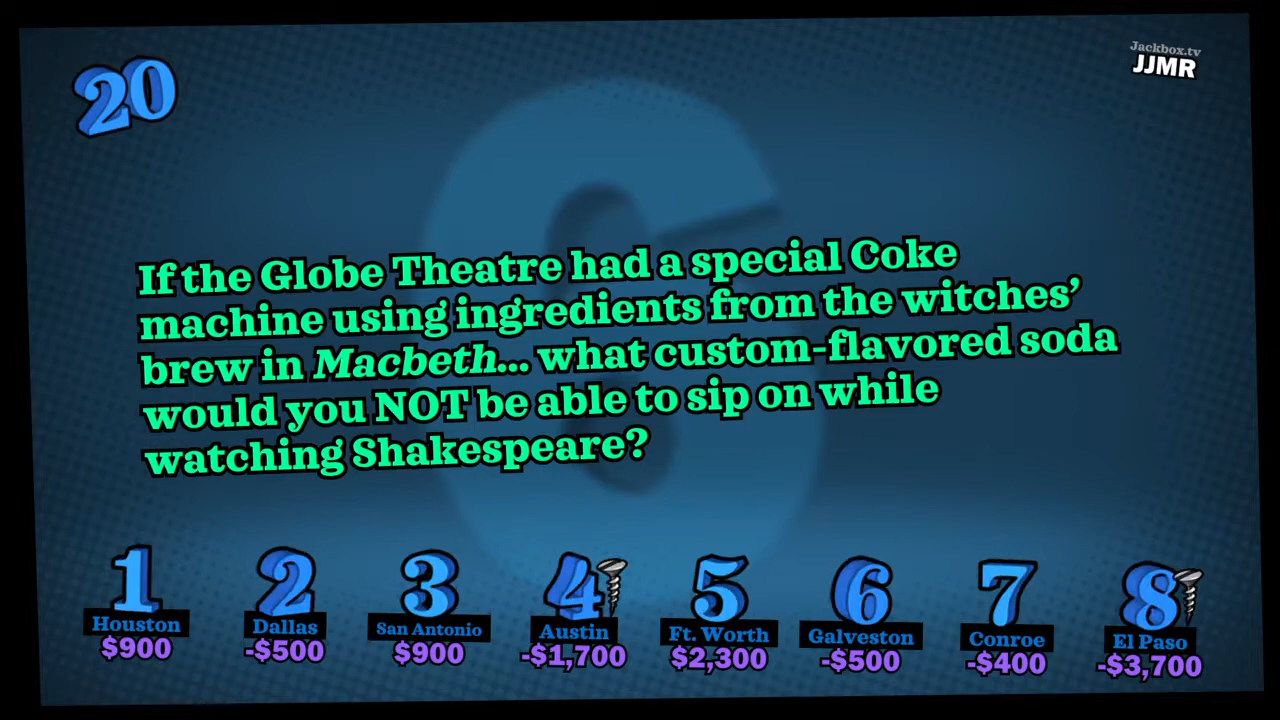 20
Jackbox.tv
JJMR
If the Globe Theatre had a special Coke
machine using ingredients from the witches'
brew in Macbeth... what custom-flavored soda
would you NOT be able to sip on while
watching Shakespeare?
6
1 2 3 4 5 6 7 8
Houston Dallas San Antonio Austin Ft. Worth Galveston Conroe El Paso
$900 -$500 $900 -$1,700 $2,300 -$500 -$400 -$3,700